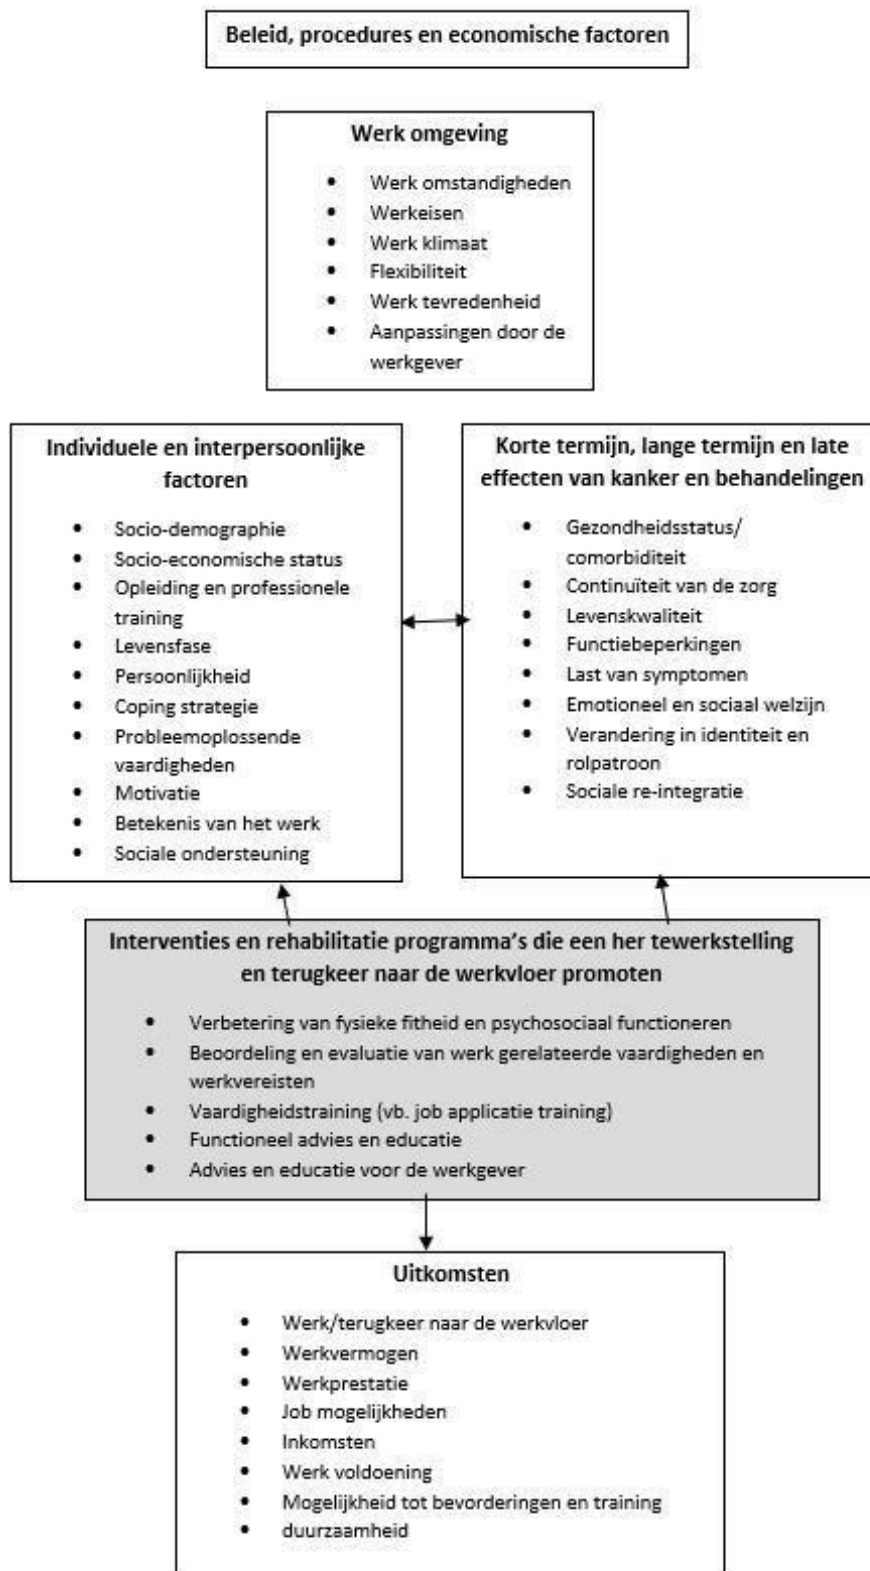 Beleid, procedures en economische factoren
Werk omgeving
• Werk omstandigheden
• Werkeisen
• Werk klimaat
• Flexibiliteit
• Werk tevredenheid
• Aanpassingen door de
werkgever
Individuele en interpersoonlijke
factoren
• Socio-demographie
• Socio-economische status
• Opleiding en professionele
training
• Levensfase
• Persoonlijkheid
• Coping strategie
• Probleemoplossende
vaardigheden
• Motivatie
• Betekenis van het werk
• Sociale ondersteuning
Korte termijn, lange termijn en late
effecten van kanker en behandelingen
• Gezondheidsstatus/
comorbiditeit
• Continuïteit van de zorg
• Levenskwaliteit
• Functiebeperkingen
• Last van symptomen
• Emotioneel en sociaal welzijn
• Verandering in identiteit en
rolpatroon
• Sociale re-integratie
Interventies en rehabilitatie programma's die een her tewerkstelling
en terugkeer naar de werkvloer promoten
• Verbetering van fysieke fitheid en psychosociaal functioneren
• Beoordeling en evaluatie van werk gerelateerde vaardigheden en
werkvereisten
• Vaardigheidstraining (vb. job applicatie training)
• Functioneel advies en educatie
• Advies en educatie voor de werkgever
Uitkomsten
• Werk/terugkeer naar de werkvloer
• Werkvermogen
• Werkprestatie
• Job mogelijkheden
• Inkomsten
• Werk voldoening
• Mogelijkheid tot bevorderingen en training
• duurzaamheid